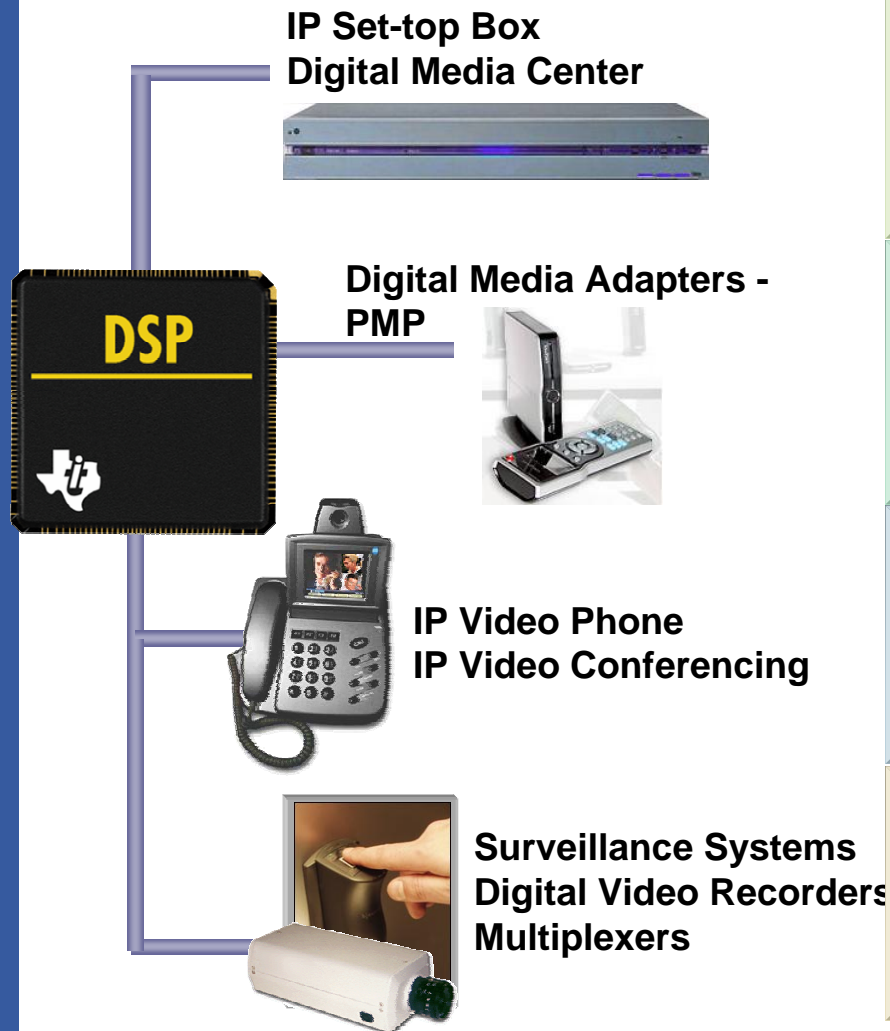 IP Set-top Box
Digital Media Center
Digital Media Adapters -
PMP
DSP
IP Video Phone
IP Video Conferencing
Surveillance Systems
Digital Video Recorders
Multiplexers